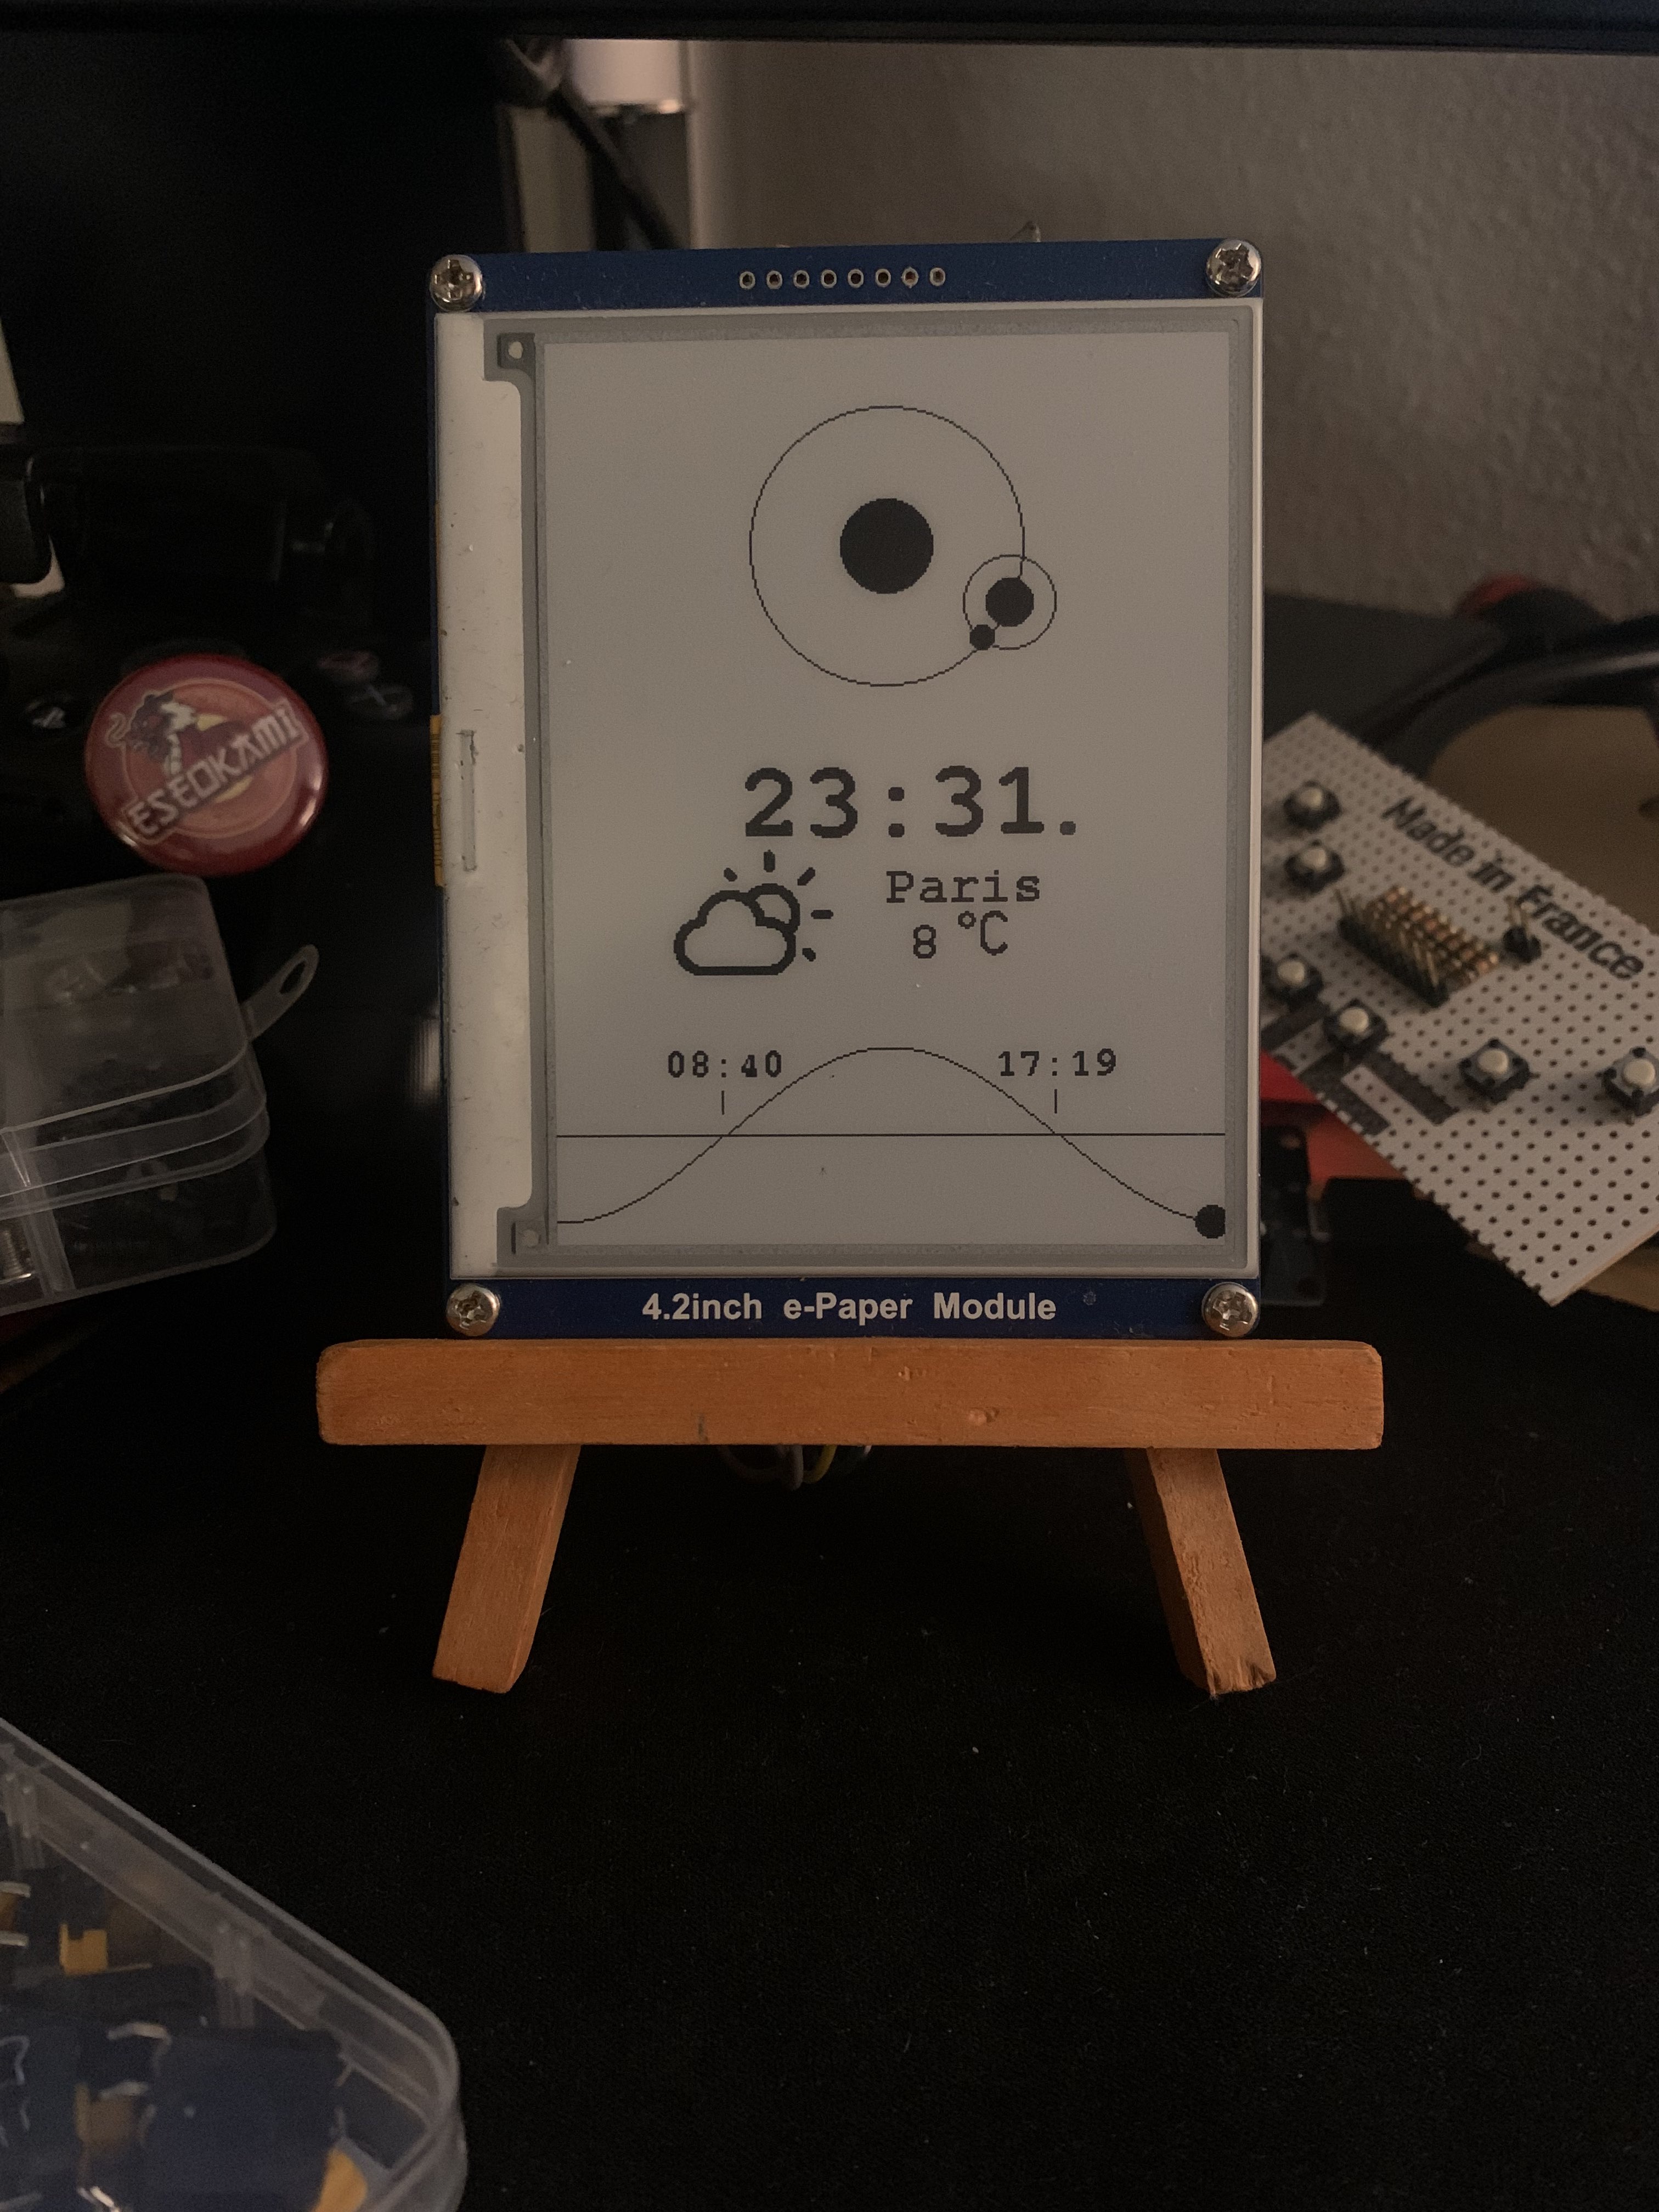 23:31.
Paris
8 °C
08:40
17:19
4.2inch e-Paper Module
ESEOKAMI
Made in France